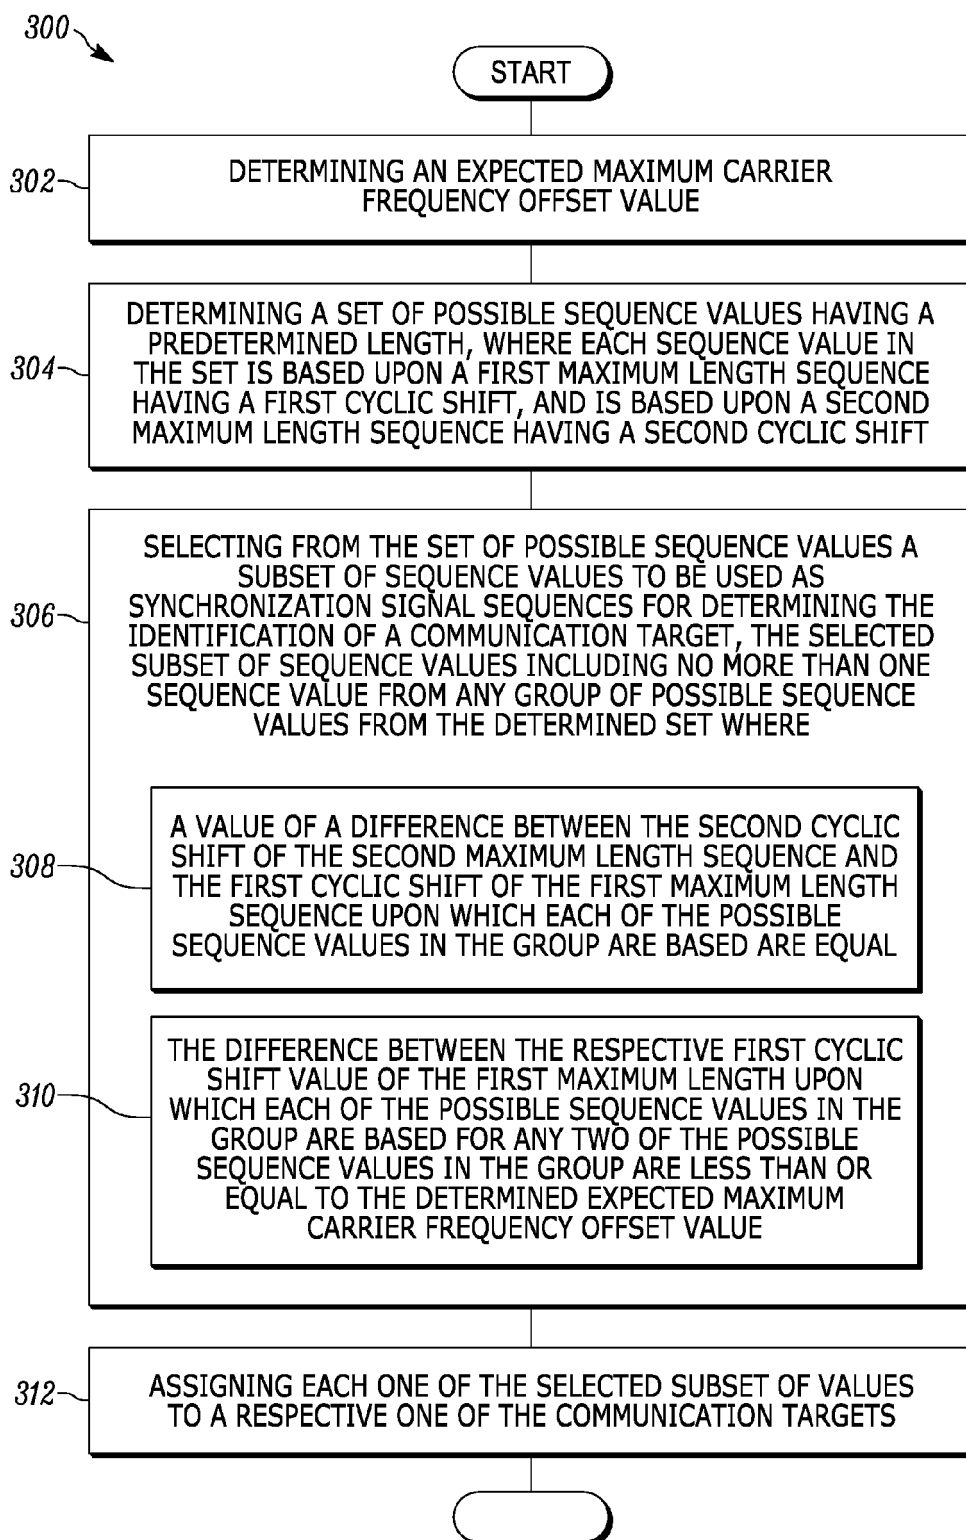 300
START
302
DETERMINING AN EXPECTED MAXIMUM CARRIER
FREQUENCY OFFSET VALUE
304
DETERMINING A SET OF POSSIBLE SEQUENCE VALUES HAVING A
PREDETERMINED LENGTH, WHERE EACH SEQUENCE VALUE IN
THE SET IS BASED UPON A FIRST MAXIMUM LENGTH SEQUENCE
HAVING A FIRST CYCLIC SHIFT, AND IS BASED UPON A SECOND
MAXIMUM LENGTH SEQUENCE HAVING A SECOND CYCLIC SHIFT
306
SELECTING FROM THE SET OF POSSIBLE SEQUENCE VALUES A
SUBSET OF SEQUENCE VALUES TO BE USED AS
SYNCHRONIZATION SIGNAL SEQUENCES FOR DETERMINING THE
IDENTIFICATION OF A COMMUNICATION TARGET, THE SELECTED
SUBSET OF SEQUENCE VALUES INCLUDING NO MORE THAN ONE
SEQUENCE VALUE FROM ANY GROUP OF POSSIBLE SEQUENCE
VALUES FROM THE DETERMINED SET WHERE
308
A VALUE OF A DIFFERENCE BETWEEN THE SECOND CYCLIC
SHIFT OF THE SECOND MAXIMUM LENGTH SEQUENCE AND
THE FIRST CYCLIC SHIFT OF THE FIRST MAXIMUM LENGTH
SEQUENCE UPON WHICH EACH OF THE POSSIBLE
SEQUENCE VALUES IN THE GROUP ARE BASED ARE EQUAL
310
THE DIFFERENCE BETWEEN THE RESPECTIVE FIRST CYCLIC
SHIFT VALUE OF THE FIRST MAXIMUM LENGTH UPON
WHICH EACH OF THE POSSIBLE SEQUENCE VALUES IN THE
GROUP ARE BASED FOR ANY TWO OF THE POSSIBLE
SEQUENCE VALUES IN THE GROUP ARE LESS THAN OR
EQUAL TO THE DETERMINED EXPECTED MAXIMUM
CARRIER FREQUENCY OFFSET VALUE
312
ASSIGNING EACH ONE OF THE SELECTED SUBSET OF VALUES
TO A RESPECTIVE ONE OF THE COMMUNICATION TARGETS